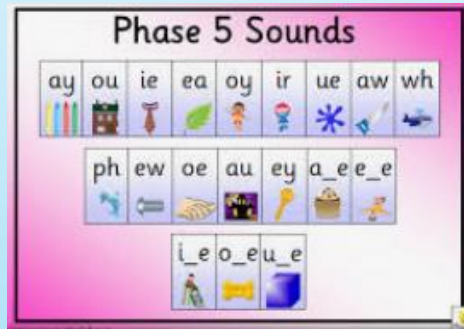 Phase 5 Sounds
ay ou ie ea oy ir ue aw wh
ph ew oe au ey a_e e_e
i_e o_e u_e